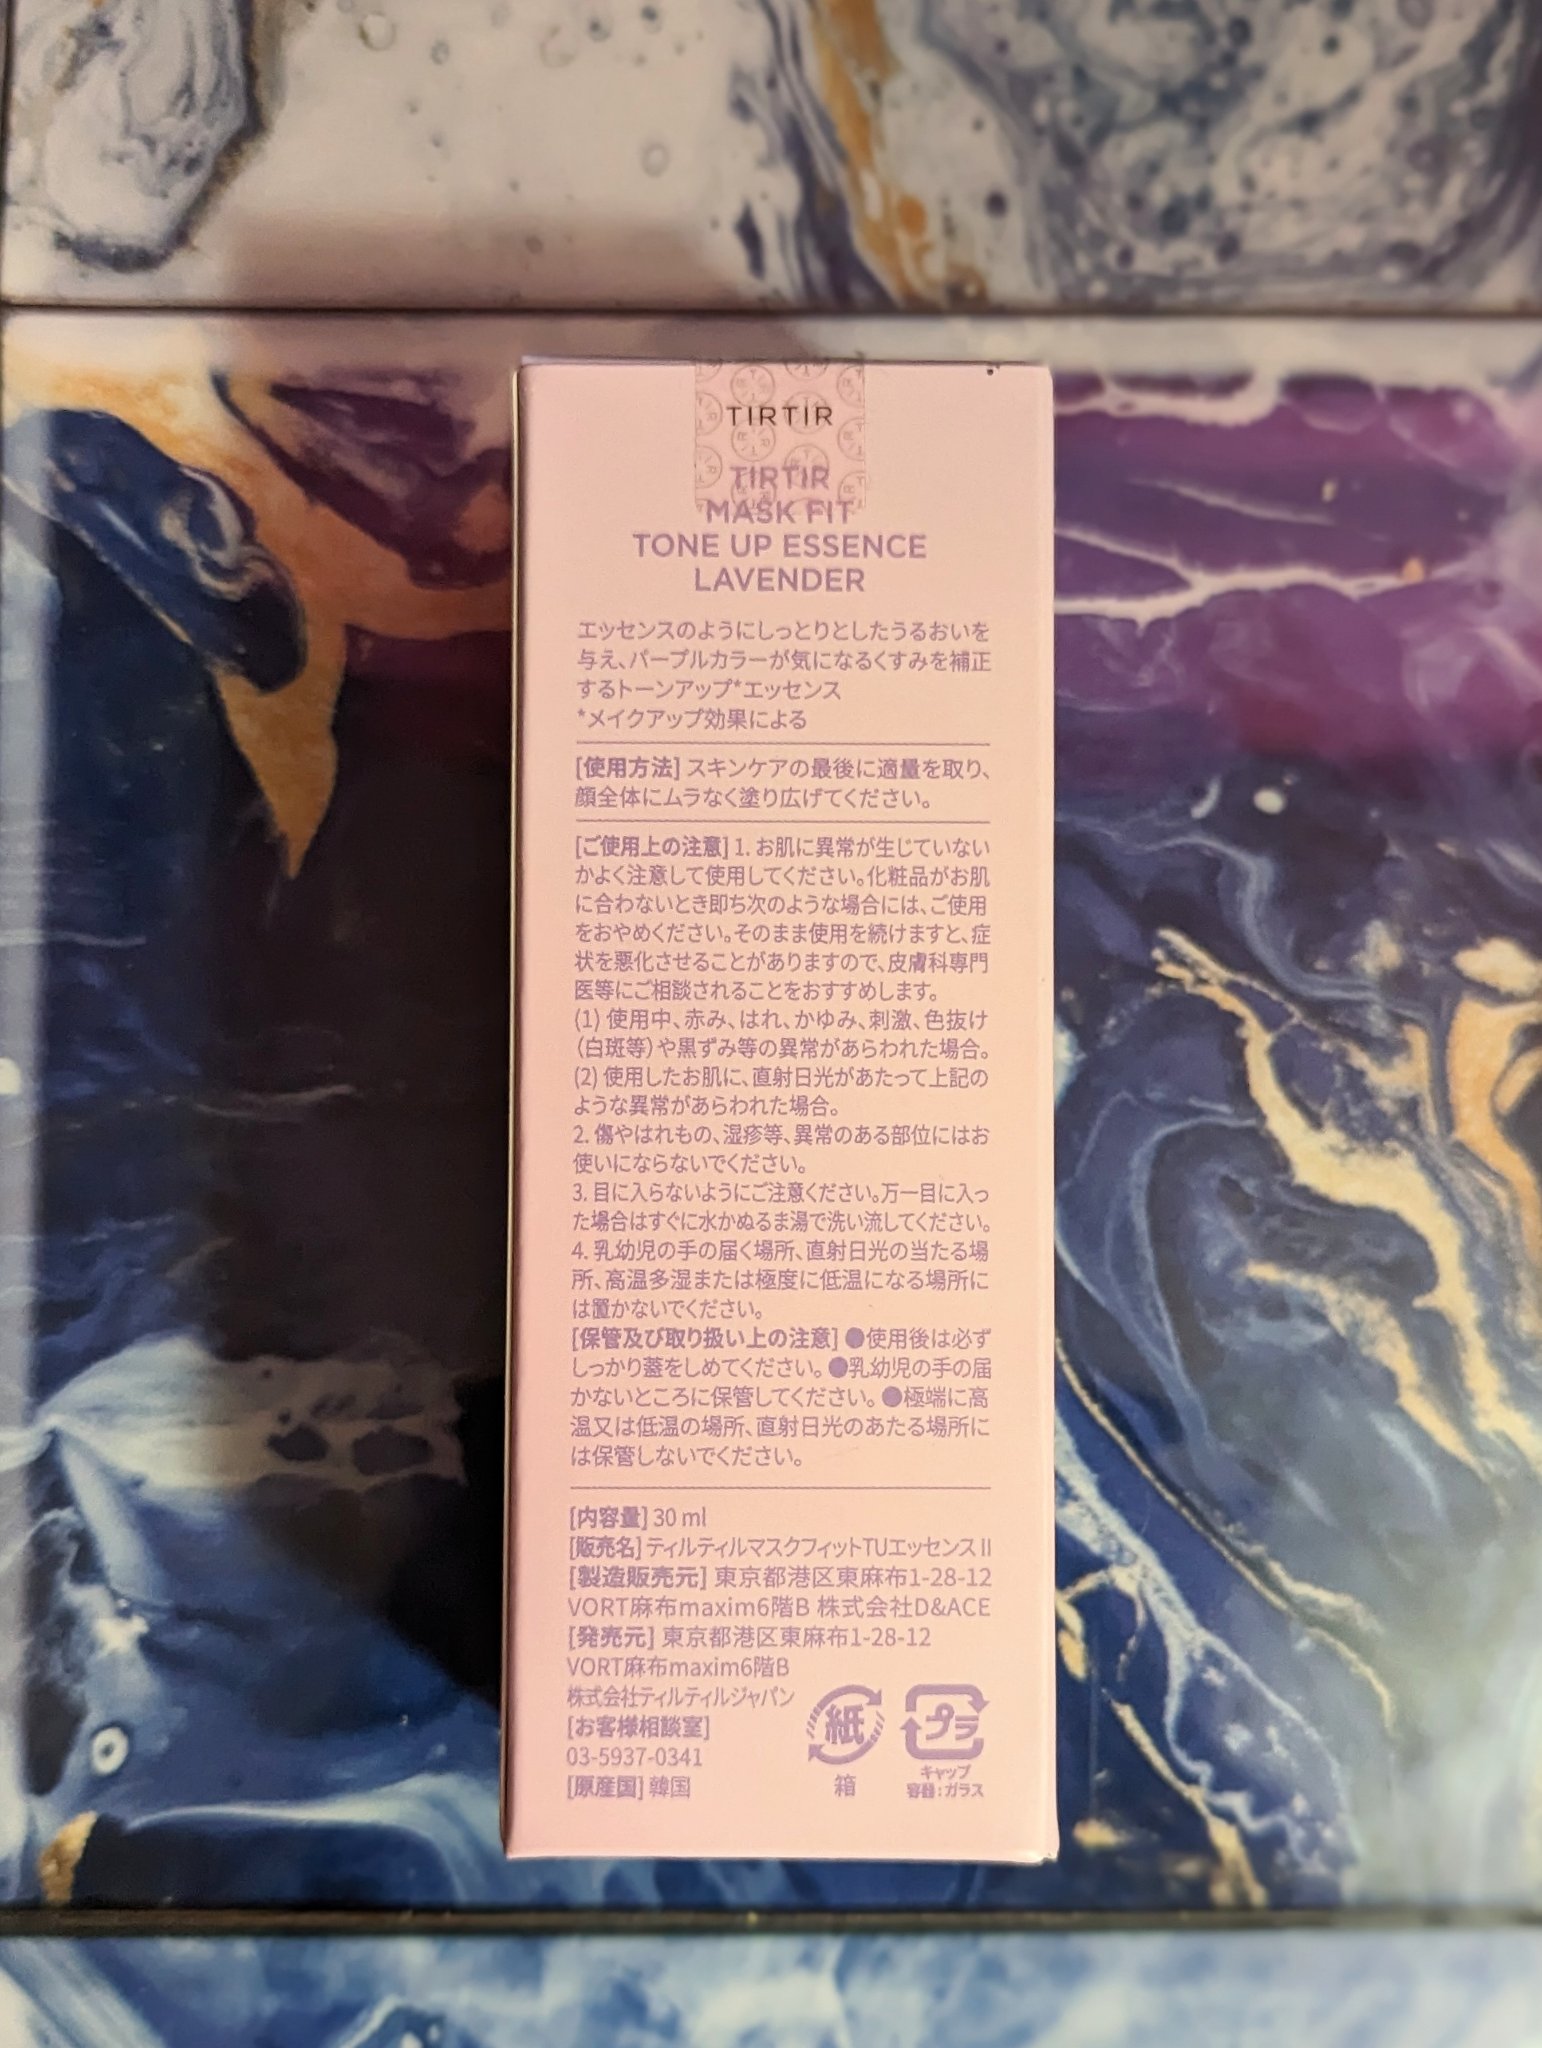 TIRTIR
TIRTIR
MASK FIT
TONE UP ESSENCE
LAVENDER
エッセンスのようにしっとりとしたうるおいを
与え、パープルカラーが気になるくすみを補正
するトーンアップ*エッセンス
*メイクアップ効果による
[使用方法] スキンケアの最後に適量を取り、
顔全体にムラなく塗り広げてください。
[ご使用上の注意] 1. お肌に異常が生じていない
かよく注意して使用してください。化粧品がお肌
に合わないとき即ち次のような場合には、ご使用
をおやめください。そのまま使用を続けますと、症
状を悪化させることがありますので、皮膚科専門
医等にご相談されることをおすすめします。
(1) 使用中、赤み、はれ、かゆみ、刺激、色抜け
(白斑等)や黒ずみ等の異常があらわれた場合。
(2) 使用したお肌に、直射日光があたって上記の
ような異常があらわれた場合。
2. 傷やはれもの、湿疹等、異常のある部位にはお
使いにならないでください。
3. 目に入らないようにご注意ください。万一目に入っ
た場合はすぐに水かぬるま湯で洗い流してください。
4. 乳幼児の手の届く場所、直射日光の当たる場
所、高温多湿または極度に低温になる場所に
は置かないでください。
[保管及び取り扱い上の注意] ●使用後は必ず
しっかり蓋をしめてください。●乳幼児の手の届
かないところに保管してください。●極端に高
温又は低温の場所、直射日光のあたる場所に
は保管しないでください。
[内容量] 30 ml
[販売名] ティルティルマスクフィットTUエッセンスⅡ
[製造販売元] 東京都港区東麻布1-28-12
VORT麻布maxim6階B 株式会社D&ACE
[発売元] 東京都港区東麻布1-28-12
VORT麻布maxim6階B
株式会社ティルティルジャパン
[お客様相談室]
03-5937-0341
[原産国] 韓国
紙
箱
プラ
キャップ
容器:ガラス